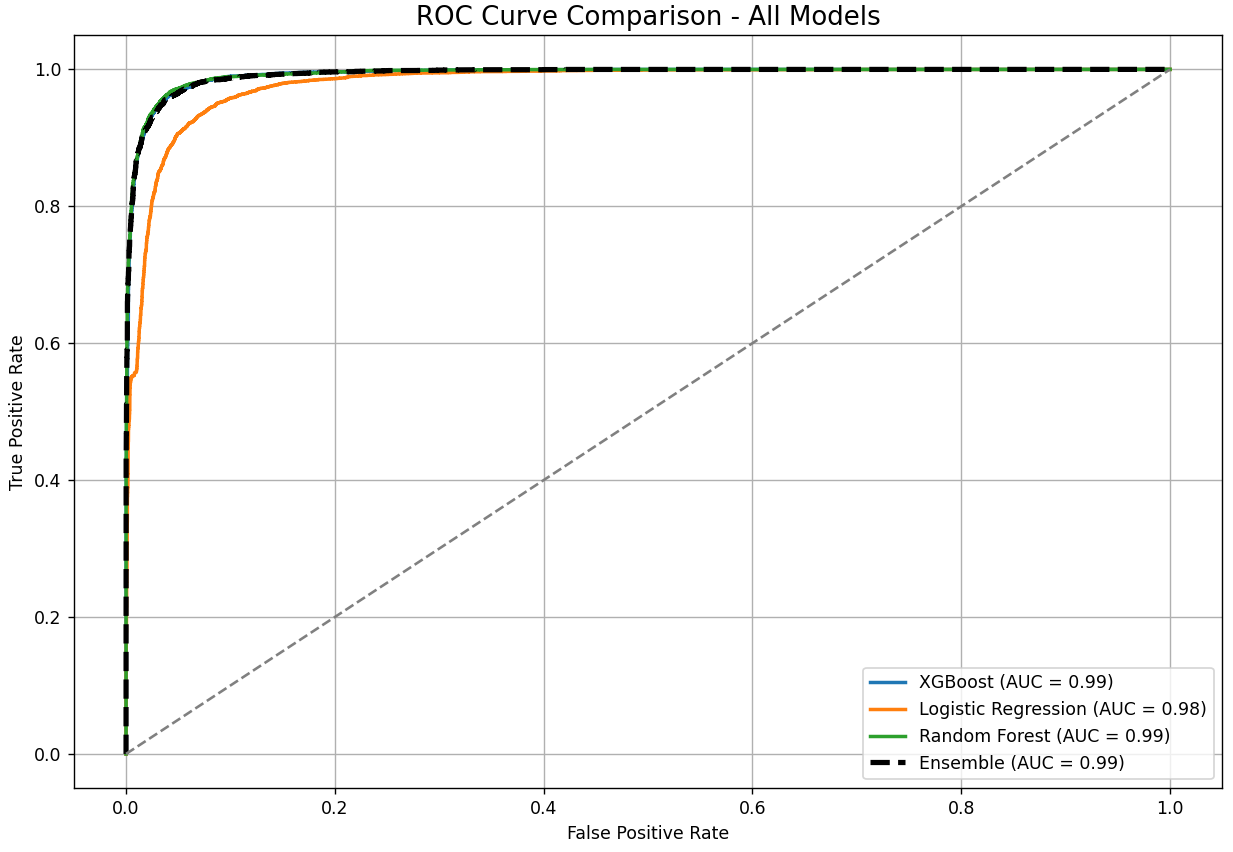 ROC Curve Comparison - All Models
True Positive Rate
1.0
0.8
0.6
0.4
0.2
0.0
0.0 0.2 0.4 0.6 0.8 1.0
False Positive Rate
XGBoost (AUC = 0.99)
Logistic Regression (AUC = 0.98)
Random Forest (AUC = 0.99)
Ensemble (AUC = 0.99)